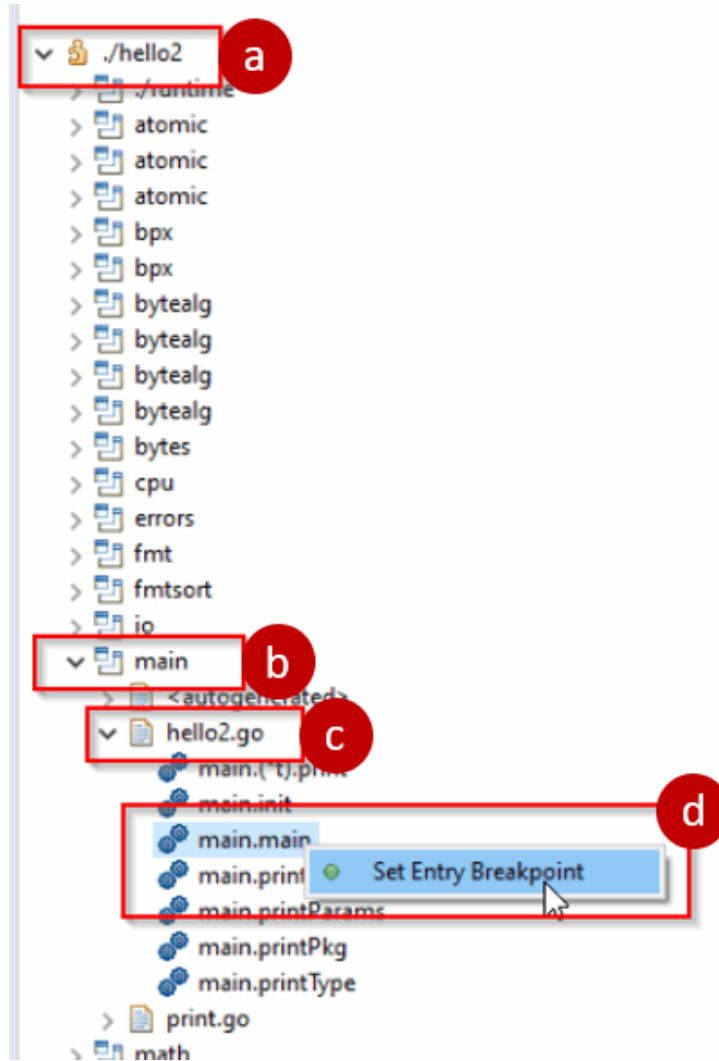 ./hello2
a
./runtime
atomic
atomic
atomic
bpx
bpx
bytealg
bytealg
bytealg
bytealg
bytes
cpu
errors
fmt
fmtsort
io
main
b
<autogenerated>
hello2.go
c
main.(*t).print
main.init
d
main.main
main.print
Set Entry Breakpoint
main.printParams
main.printPkg
main.printType
print.go
math